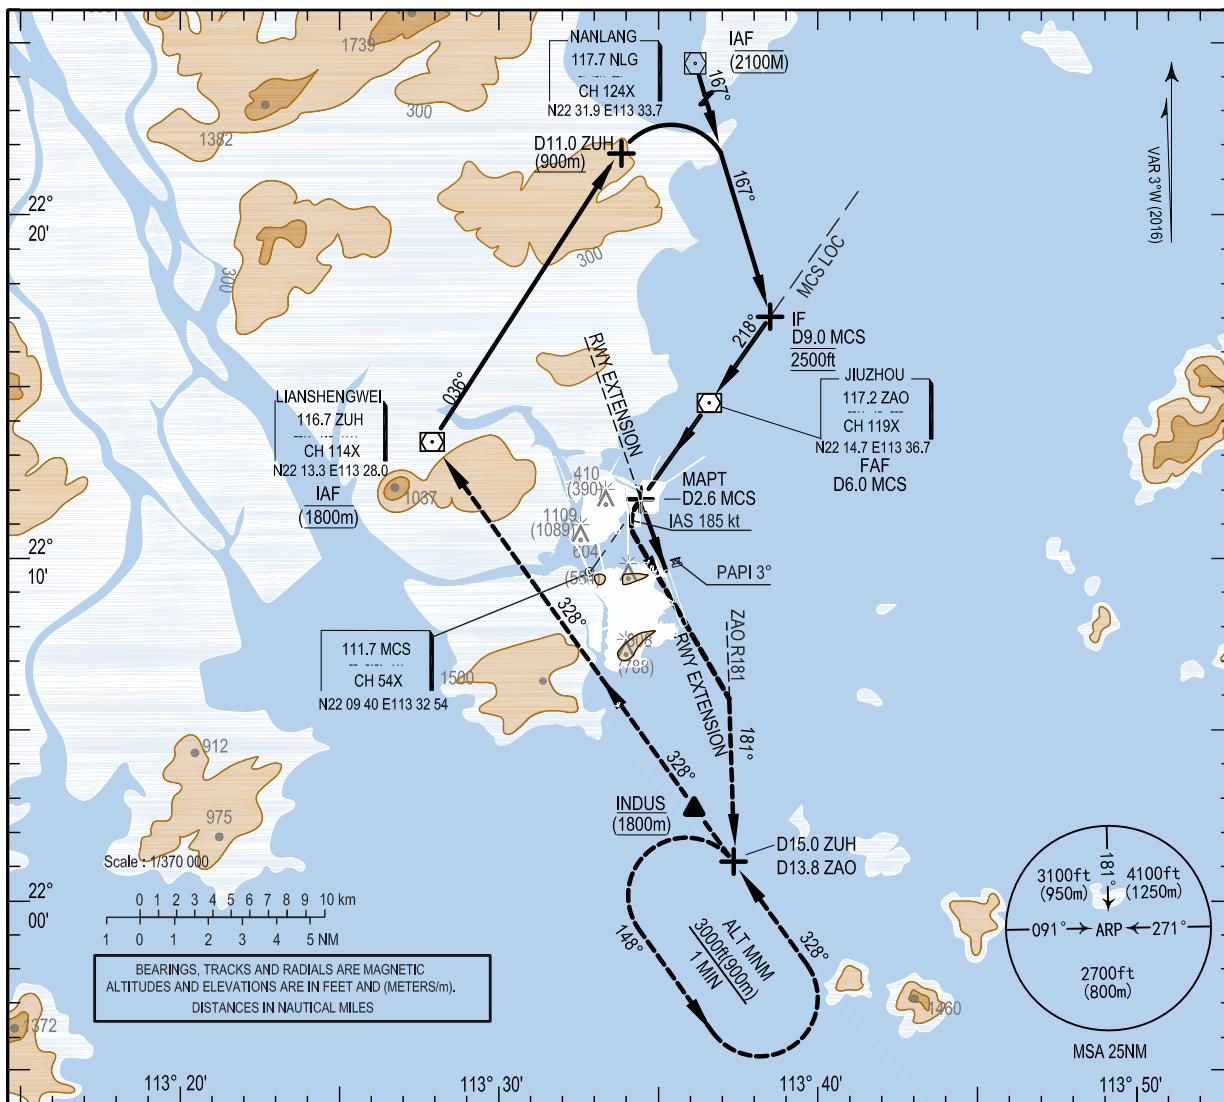 1739
NANLANG
117.7 NLG
CH 124X
N22 31.9 E113 33.7
IAF
(2100M)
167°
300
1382
D11.0 ZUH
(900m)
167°
VAR 3°W (2016)
22°
20'
300
300
MCS LOC
IF
D9.0 MCS
2500ft
218°
RWY EXTENSION
JIUZHOU
117.2 ZAO
CH 119X
N22 14.7 E113 36.7
FAF
D6.0 MCS
036°
LIANSHENGWEI
116.7 ZUH
CH 114X
N22 13.3 E113 28.0
IAF
(1800m)
1037
410
(390)
MAPT
D2.6 MCS
IAS 185 kt
1109
(1089)
604
22°
10'
PAPI 3°
328°
ZAO R181
111.7 MCS
CH 54X
N22 09 40 E113 32 54
1500
(788)
RWY EXTENSION
181°
912
328°
INDUS
(1800m)
975
D15.0 ZUH
D13.8 ZAO
Scale : 1/370 000
22°
00'
0 1 2 3 4 5 6 7 8 9 10 km
1 0 1 2 3 4 5 NM
148°
ALT MNM
3000ft(900m)
1 MIN
328°
3100ft
(950m)
181°
4100ft
(1250m)
091°
ARP
271°
2700ft
(800m)
MSA 25NM
BEARINGS, TRACKS AND RADIALS ARE MAGNETIC
ALTITUDES AND ELEVATIONS ARE IN FEET AND (METERS/m).
DISTANCES IN NAUTICAL MILES
1460
1372
113° 20'
113° 30'
113° 40'
113° 50'